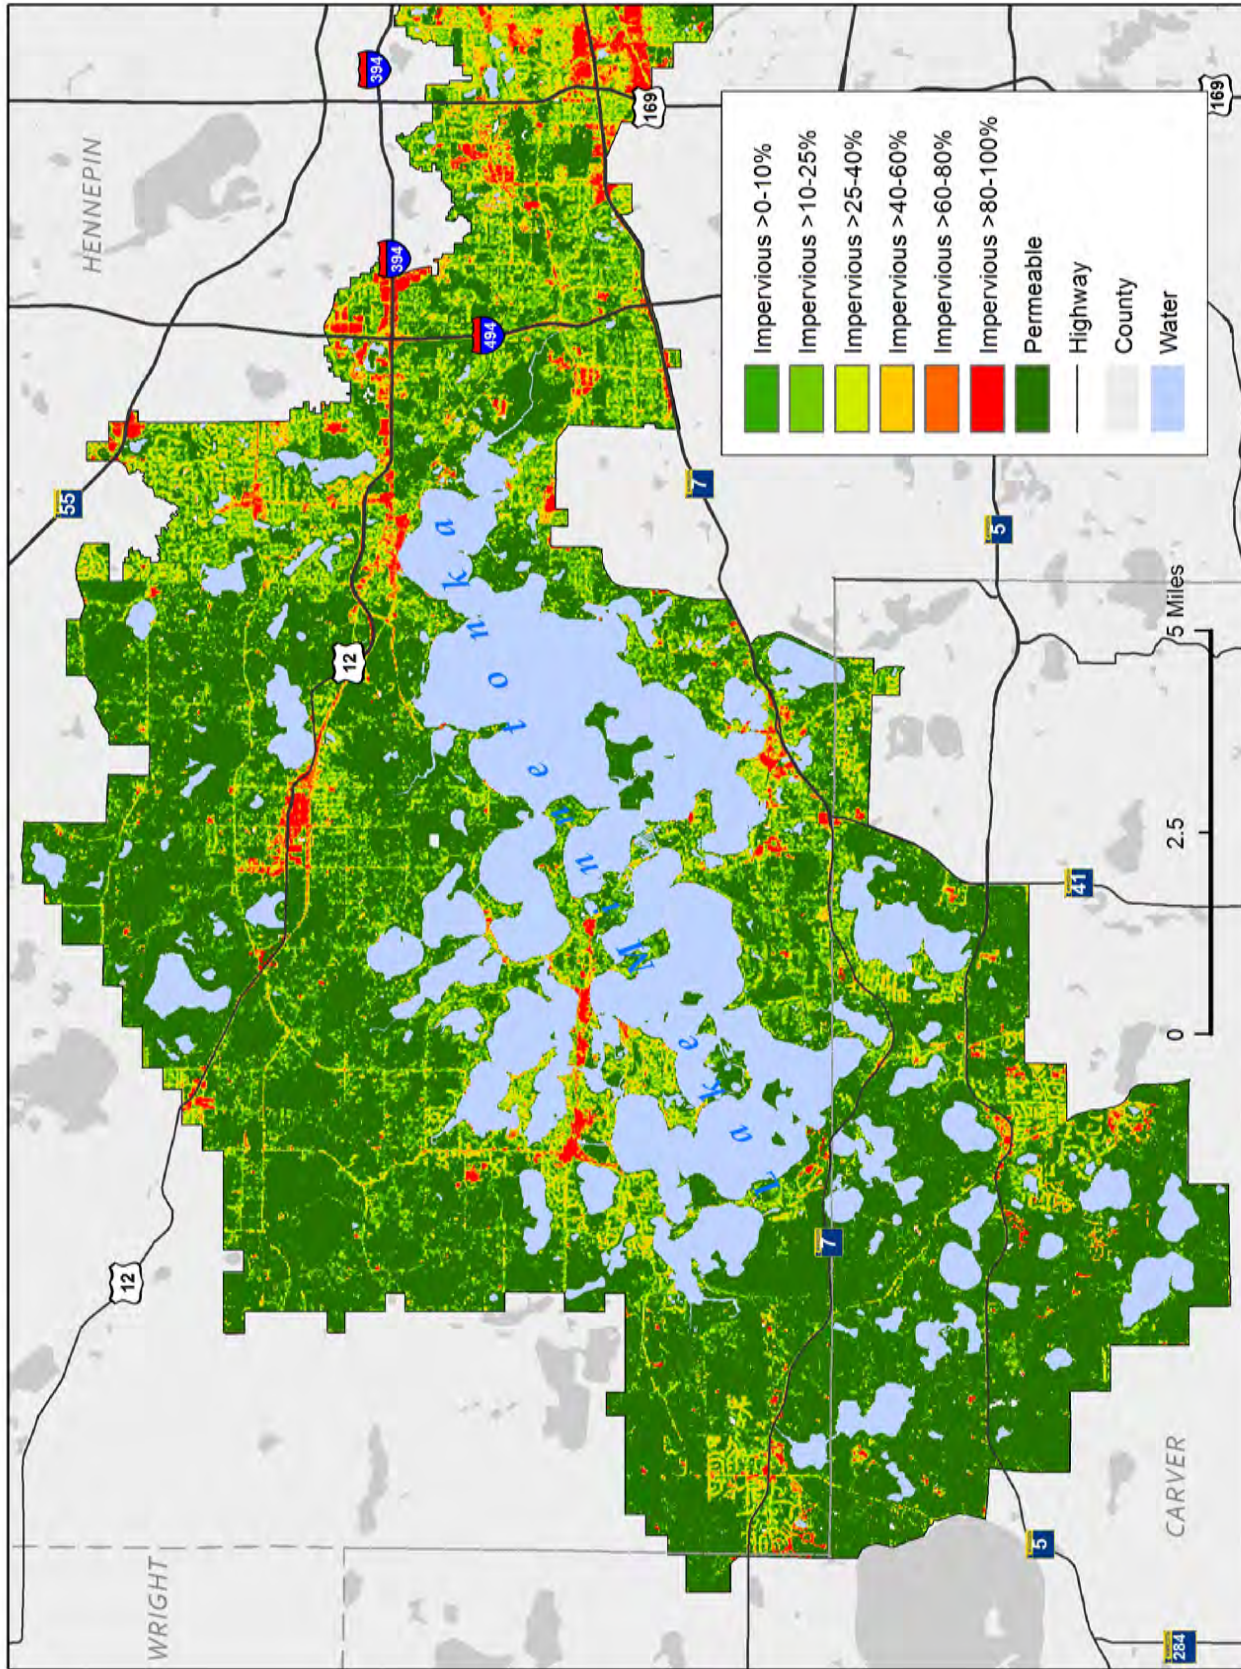 HENNEPIN
WRIGHT
CARVER
Lake Minnetonka
12
12
55
394
394
494
169
169
7
7
5
5
41
284
Impervious >0-10%
Impervious >10-25%
Impervious >25-40%
Impervious >40-60%
Impervious >60-80%
Impervious >80-100%
Permeable
Highway
County
Water
0
2.5
5 Miles